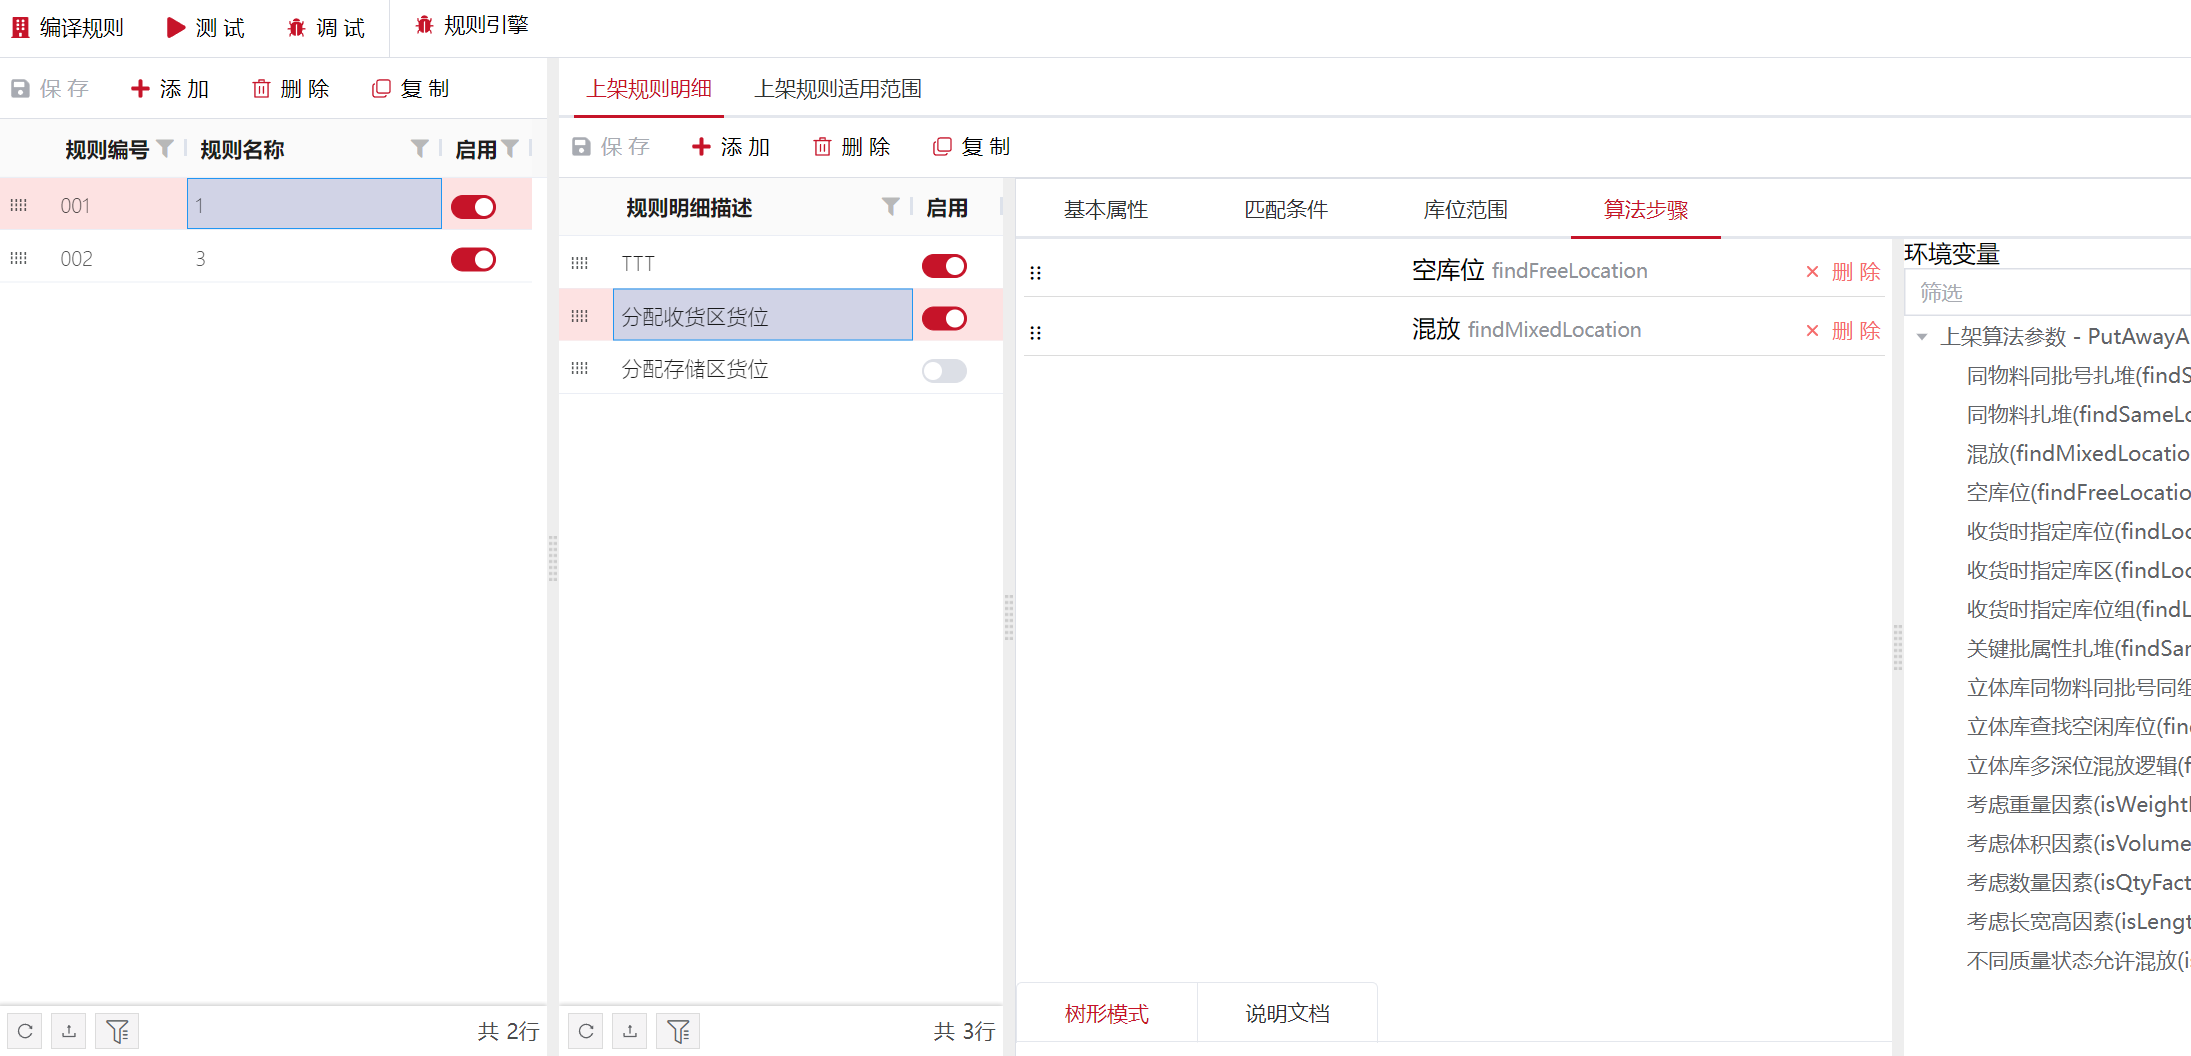 编译规则 测 试 调 试 规则引擎
保 存 添 加 删 除 复 制
规则编号 规则名称 启用
001 1
002 3
共 2行
上架规则明细 上架规则适用范围
保 存 添 加 删 除 复 制
规则明细描述 启用
TTT
分配收货区货位
分配存储区货位
共 3行
基本属性 匹配条件 库位范围 算法步骤
空库位 findFreeLocation 删 除
混放 findMixedLocation 删 除
树形模式 说明文档
环境变量
筛选
上架算法参数 - PutAwayA
同物料同批号扎堆(findS
同物料扎堆(findSameLo
混放(findMixedLocatio
空库位(findFreeLocatio
收货时指定库位(findLoc
收货时指定库区(findLoc
收货时指定库位组(findL
关键批属性扎堆(findSar
立体库同物料同批号同组
立体库查找空闲库位(fin
立体库多深位混放逻辑(f
考虑重量因素(isWeight
考虑体积因素(isVolume
考虑数量因素(isQtyFact
考虑长宽高因素(isLengt
不同质量状态允许混放(i